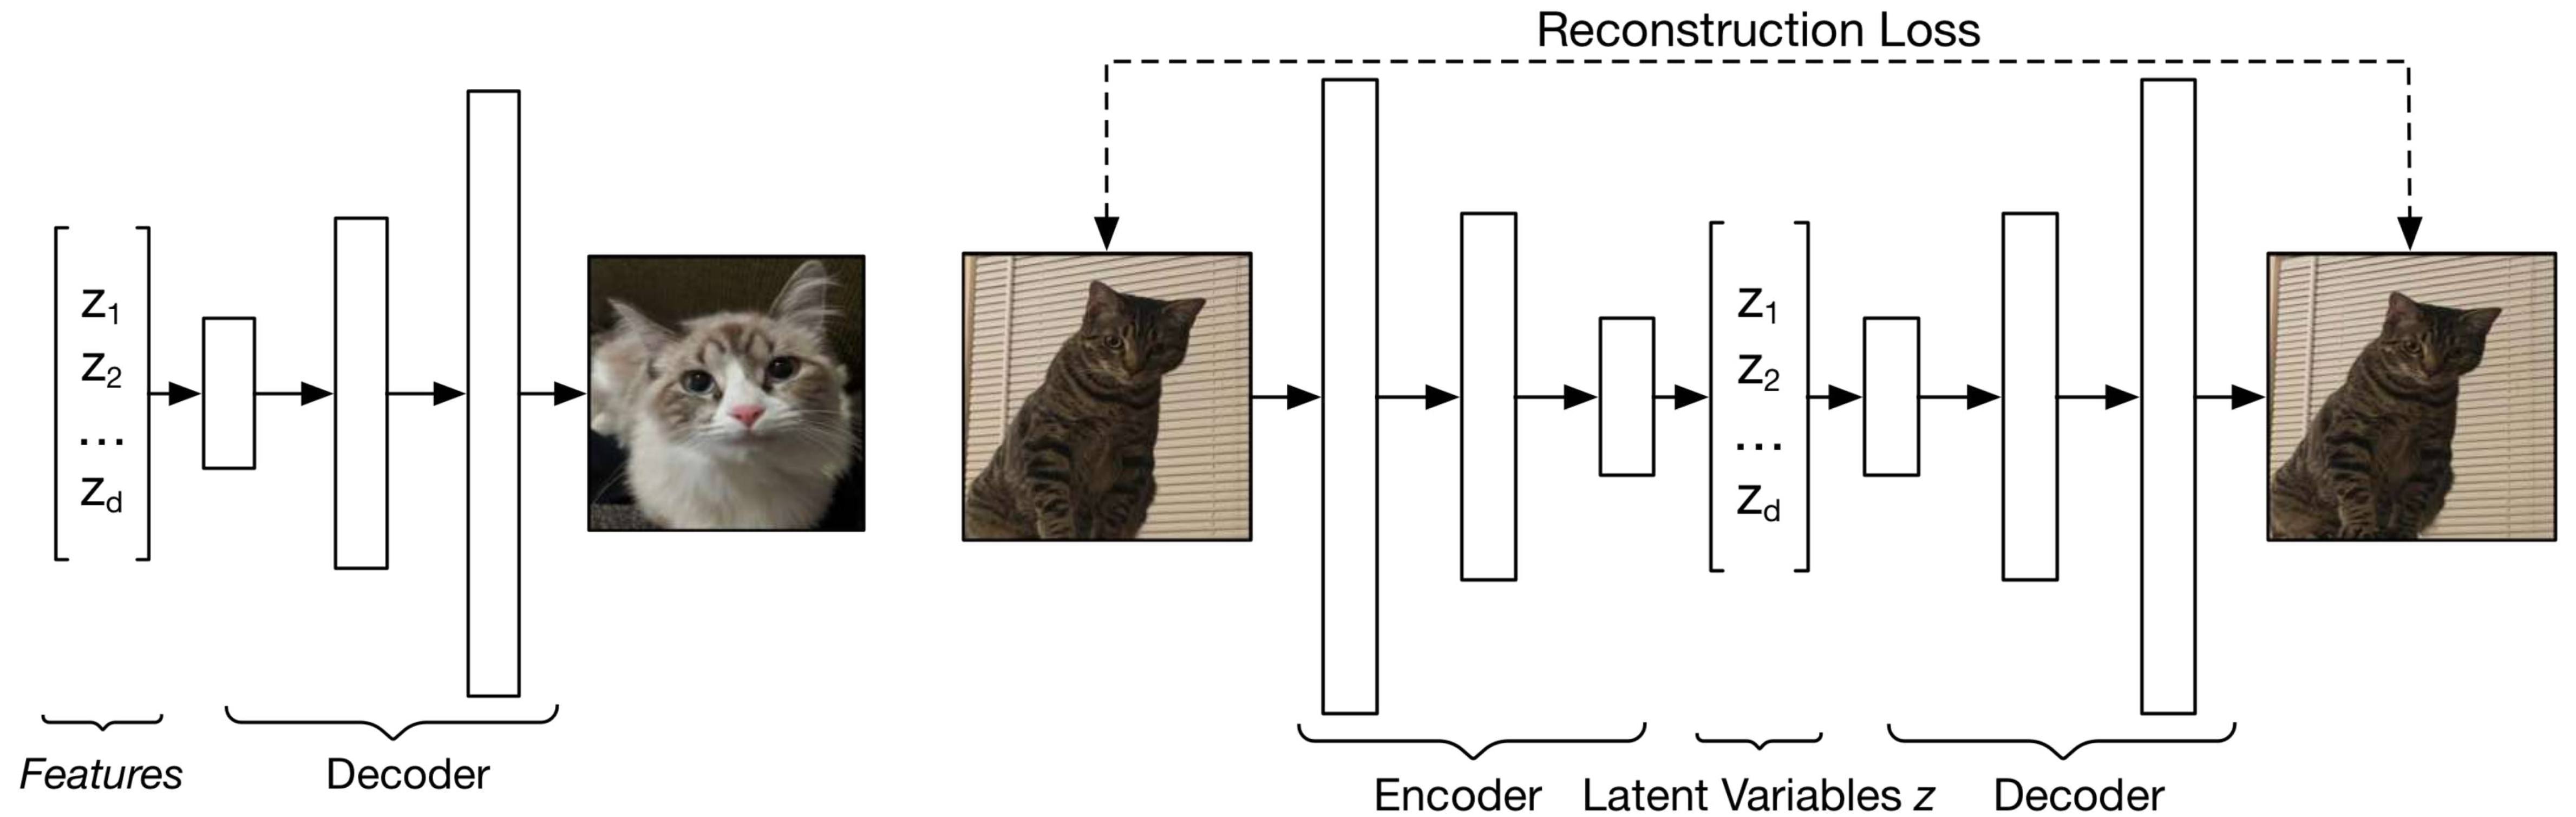 Reconstruction Loss
z1
z2
...
zd
z1
z2
...
zd
Features
Decoder
Encoder
Latent Variables z
Decoder